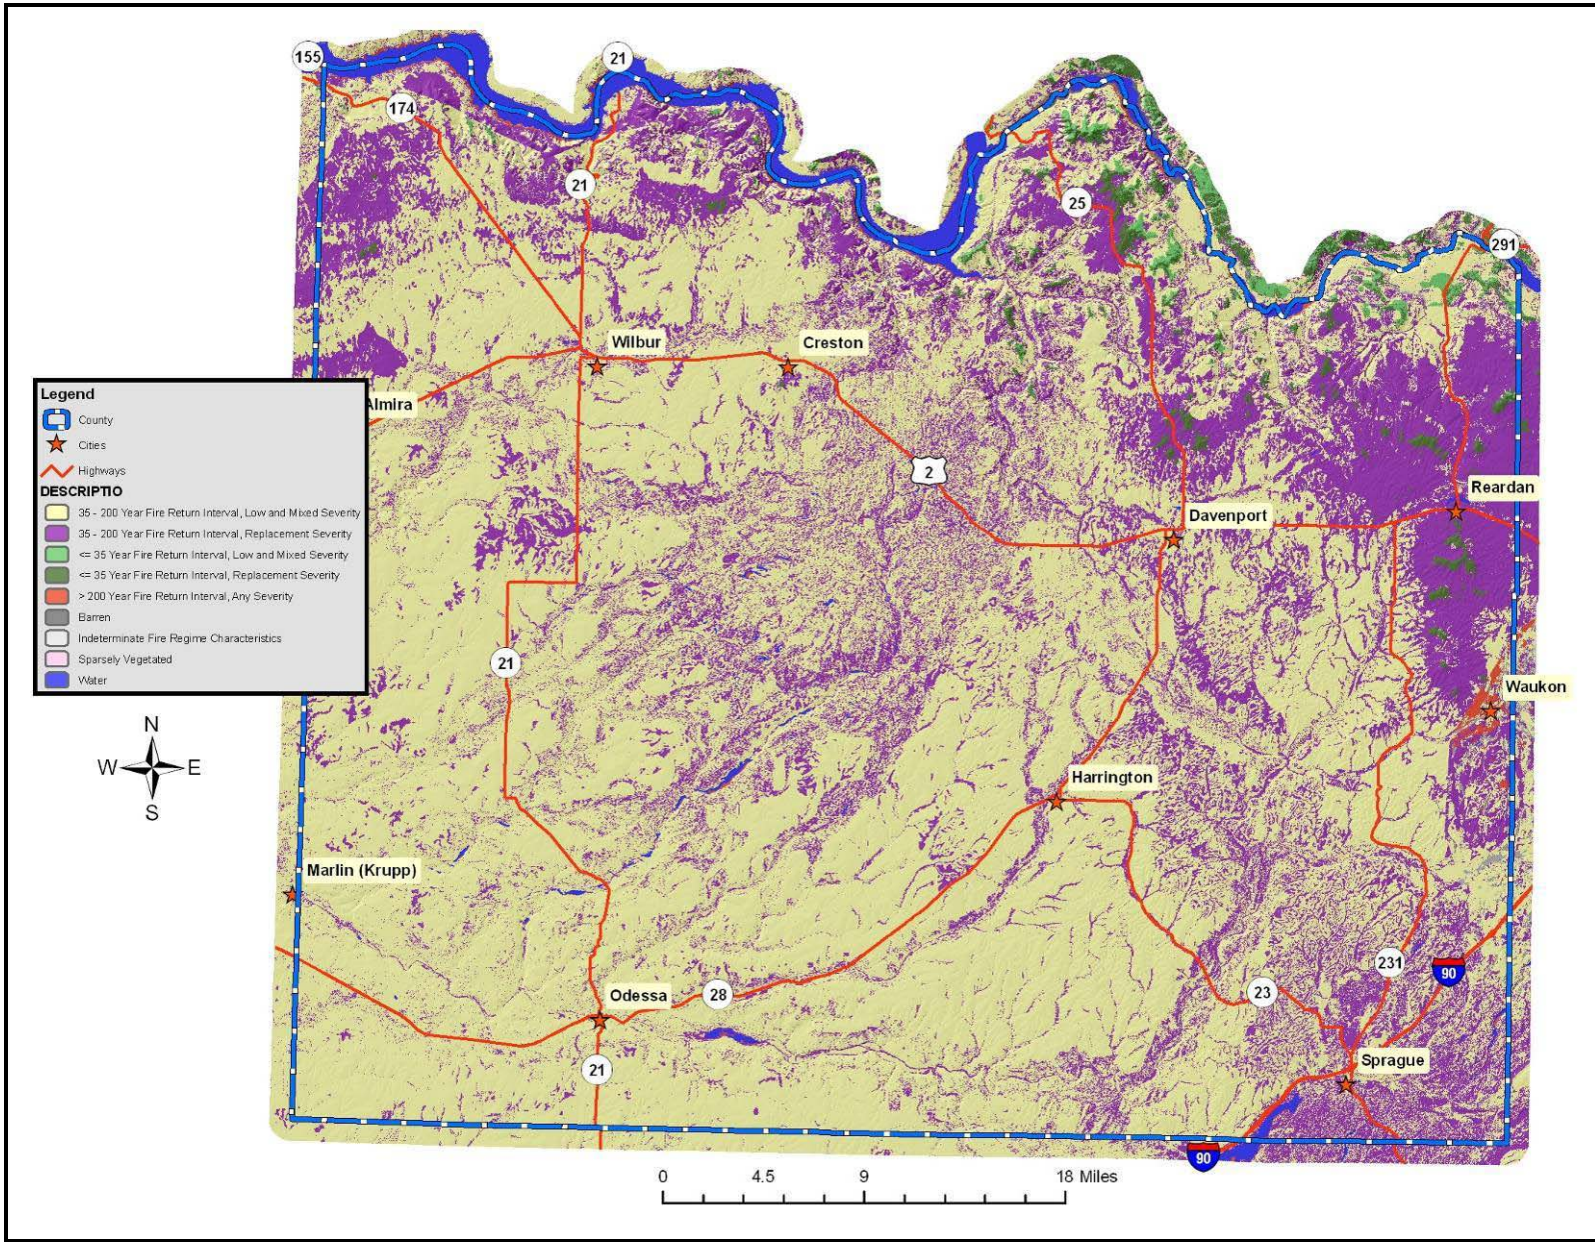 155
21
174
21
25
291
Wilbur
Creston
Almira
2
Reardan
Davenport
Legend
County
Cities
Highways
DESCRIPTIO
35 - 200 Year Fire Return Interval, Low and Mixed Severity
35 - 200 Year Fire Return Interval, Replacement Severity
<= 35 Year Fire Return Interval, Low and Mixed Severity
<= 35 Year Fire Return Interval, Replacement Severity
> 200 Year Fire Return Interval, Any Severity
Barren
Indeterminate Fire Regime Characteristics
Sparsely Vegetated
Water
21
Waukon
N
W E
S
Harrington
Marlin (Krupp)
231
90
Odessa
28
23
21
Sprague
90
0 4.5 9 18 Miles